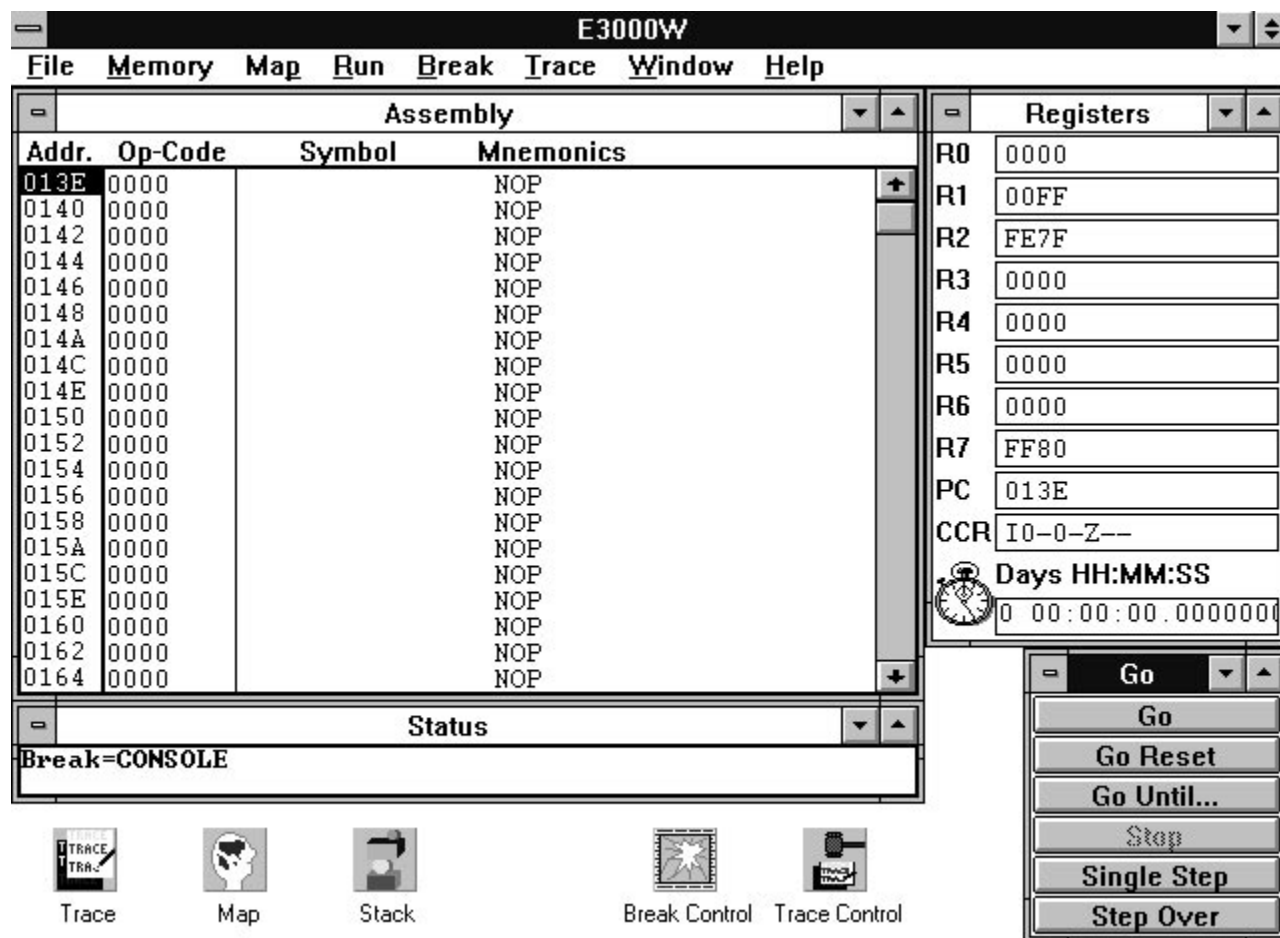 E3000W
File Memory Map Run Break Trace Window Help
Assembly
Addr. Op-Code Symbol Mnemonics
013E 0000 NOP
0140 0000 NOP
0142 0000 NOP
0144 0000 NOP
0146 0000 NOP
0148 0000 NOP
014A 0000 NOP
014C 0000 NOP
014E 0000 NOP
0150 0000 NOP
0152 0000 NOP
0154 0000 NOP
0156 0000 NOP
0158 0000 NOP
015A 0000 NOP
015C 0000 NOP
015E 0000 NOP
0160 0000 NOP
0162 0000 NOP
0164 0000 NOP
Registers
R0 0000
R1 00FF
R2 FE7F
R3 0000
R4 0000
R5 0000
R6 0000
R7 FF80
PC 013E
CCR I0-0-Z--
Days HH:MM:SS
0 00:00:00.000000
Status
Break=CONSOLE
Go
Go
Go Reset
Go Until...
Stop
Single Step
Step Over
TRACE
TRACE
Trace
Map
Stack
Break Control
Trace Control